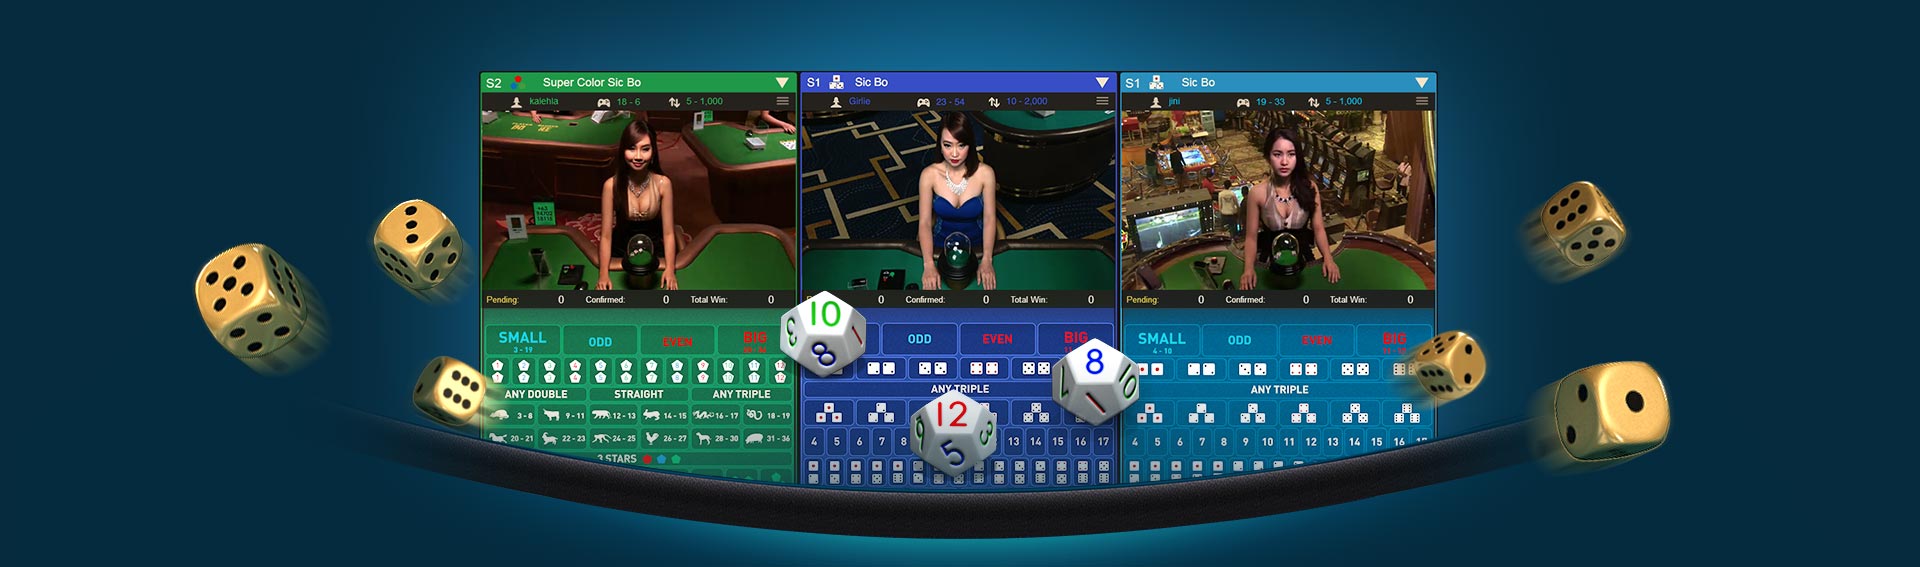 S2 Super Color Sic Bo
kalehla 18 - 6 5 - 1,000
Pending: 0 Confirmed: 0 Total Win: 0
SMALL ODD EVEN BIG
3 - 19
ANY DOUBLE STRAIGHT ANY TRIPLE
3 - 8 9 - 11 12 - 13 14 - 15 16 - 17 18 - 19
20 - 21 22 - 23 24 - 25 26 - 27 28 - 30 31 - 36
3 STARS
S1 Sic Bo
Girlie 23 - 54 10 - 2,000
0 Confirmed: 0 Total Win: 0
ODD EVEN BIG
ANY TRIPLE
4 5 6 7 8 13 14 15 16 17
S1 Sic Bo
jini 19 - 33 5 - 1,000
Pending: 0 Confirmed: 0 Total Win: 0
SMALL ODD EVEN BIG
4 - 10
ANY TRIPLE
4 5 6 7 8 9 10 11 12 13 14 15 16
10
3
8
1
8
10
1
12
5
3